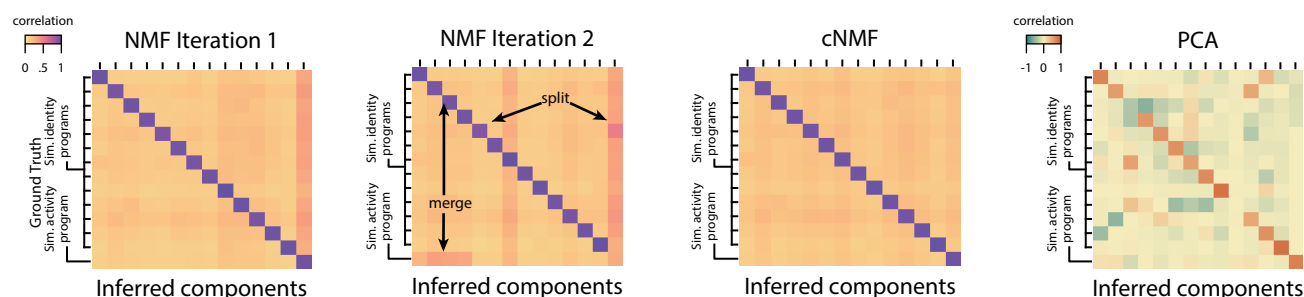 correlation
0 .5 1
NMF Iteration 1
Ground Truth
Sim. identity
programs
Sim. activity
program
Inferred components
NMF Iteration 2
split
merge
Sim. identity
programs
Sim. activity
program
Inferred components
cNMF
Sim. identity
programs
Sim. activity
program
Inferred components
correlation
-1 0 1
PCA
Sim. identity
programs
Sim. activity
program
Inferred components